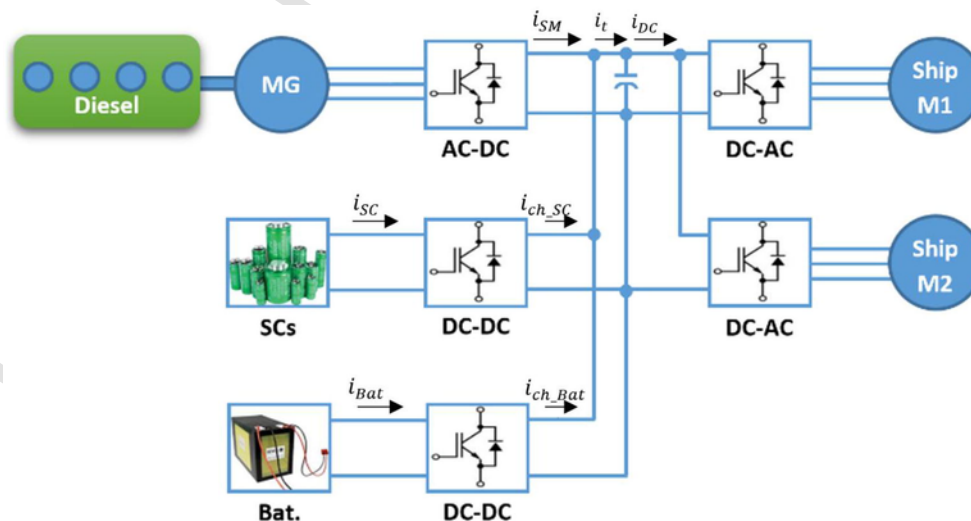 i_SM
i_t
i_DC
Diesel
MG
Ship
M1
AC-DC
DC-AC
i_SC
i_ch_SC
Ship
M2
SCs
DC-DC
DC-AC
i_Bat
i_ch_Bat
Bat.
DC-DC